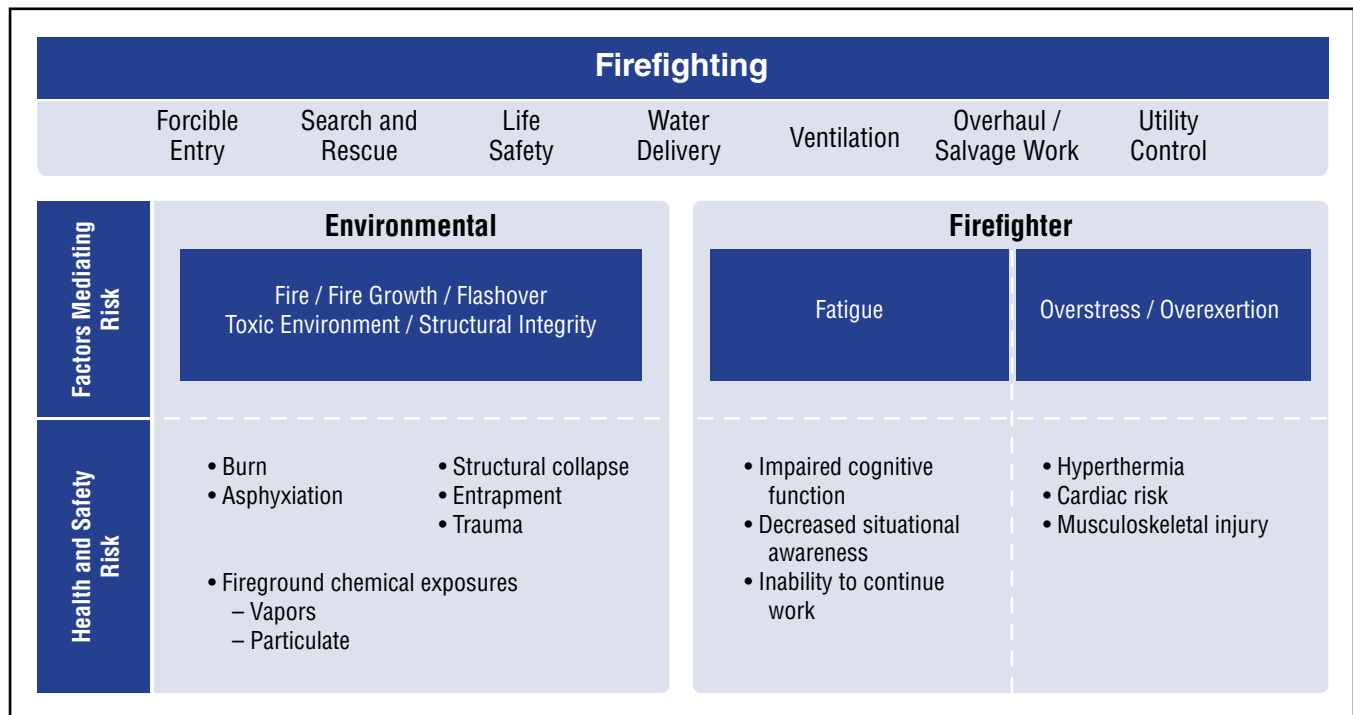 Firefighting
Forcible
Entry
Search and
Rescue
Life
Safety
Water
Delivery
Ventilation
Overhaul /
Salvage Work
Utility
Control
Factors Mediating
Risk
Environmental
Fire / Fire Growth / Flashover
Toxic Environment / Structural Integrity
Firefighter
Fatigue
Overstress / Overexertion
Health and Safety
Risk
• Burn
• Asphyxiation
• Structural collapse
• Entrapment
• Trauma
• Fireground chemical exposures
– Vapors
– Particulate
• Impaired cognitive
function
• Decreased situational
awareness
• Inability to continue
work
• Hyperthermia
• Cardiac risk
• Musculoskeletal injury